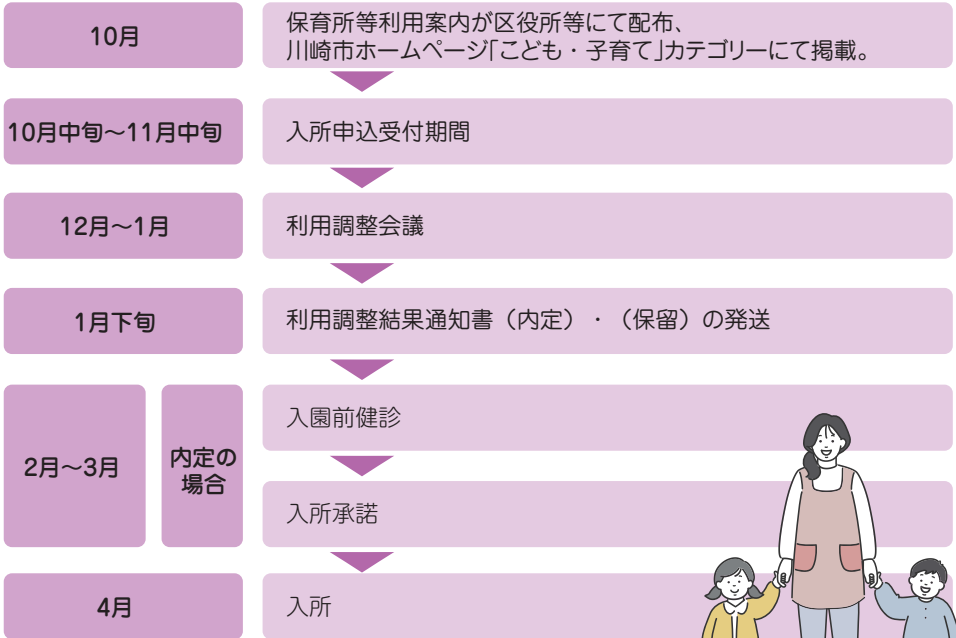 10月
保育所等利用案内が区役所等にて配布、
川崎市ホームページ「こども・子育て」カテゴリーにて掲載。
10月中旬～11月中旬
入所申込受付期間
12月～1月
利用調整会議
1月下旬
利用調整結果通知書（内定）・（保留）の発送
2月～3月
内定の
場合
入園前健診
入所承諾
4月
入所